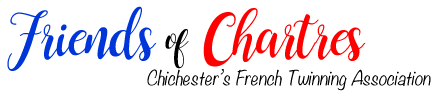 Friends of Chartres
Chichester's French Twinning Association